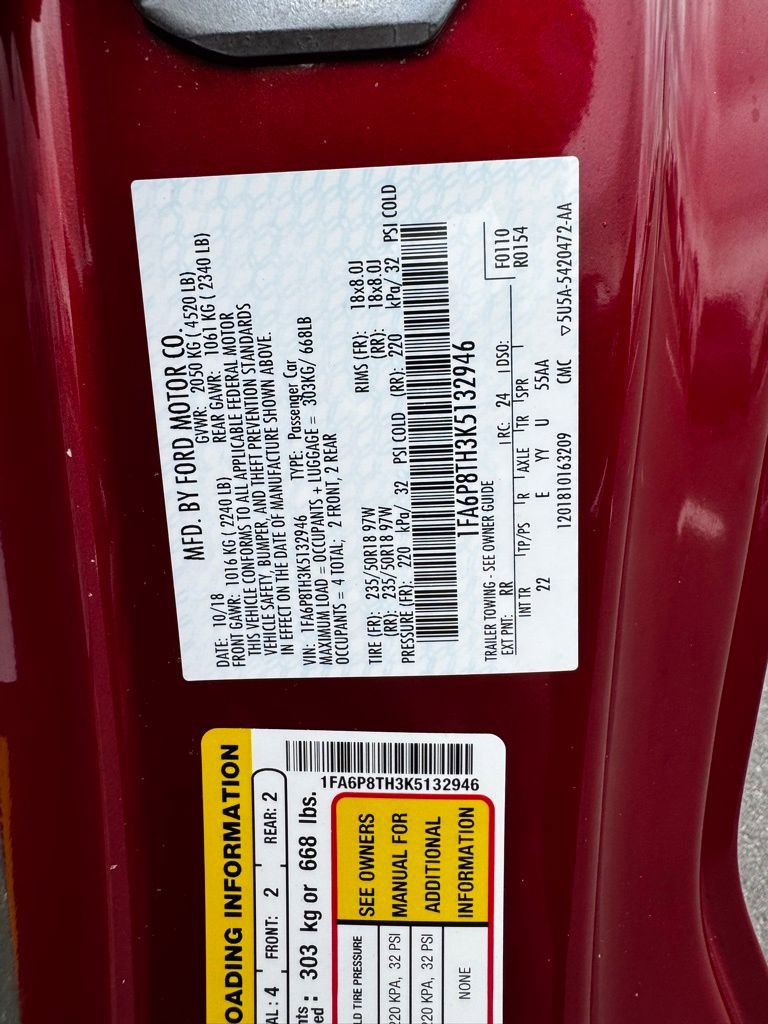 MFD. BY FORD MOTOR CO.
DATE: 10/18 GVWR: 2050 KG ( 4520 LB)
FRONT GAWR: 1016 KG ( 2240 LB) REAR GAWR: 1061 KG ( 2340 LB)
THIS VEHICLE CONFORMS TO ALL APPLICABLE FEDERAL MOTOR
VEHICLE SAFETY, BUMPER, AND THEFT PREVENTION STANDARDS
IN EFFECT ON THE DATE OF MANUFACTURE SHOWN ABOVE.
VIN: 1FA6P8TH3K5132946 TYPE: Passenger Car
MAXIMUM LOAD = OCCUPANTS + LUGGAGE = 303KG/ 668LB
OCCUPANTS = 4 TOTAL; 2 FRONT, 2 REAR
TIRE (FR): 235/50R18 97W RIMS (FR): 18x8.0J
(RR): 235/50R18 97W (RR): 18x8.0J
PRESSURE (FR): 220 kPa/ 32 PSI COLD (RR): 220 kPa/ 32 PSI COLD
1FA6P8TH3K5132946
TRAILER TOWING - SEE OWNER GUIDE F0110
EXT PNT: RR RC: 24 DSO: R0154
INT TR TP/PS R AXLE TR SPR
22 E YY U 55AA
1201810163209 CMC ▽5U5A-5420472-AA
OADING INFORMATION
AL : 4 FRONT: 2 REAR: 2
1FA6P8TH3K5132946
nts
ed : 303 kg or 668 lbs.
LD TIRE PRESSURE
220 KPA, 32 PSI
220 KPA, 32 PSI
NONE
SEE OWNERS
MANUAL FOR
ADDITIONAL
INFORMATION